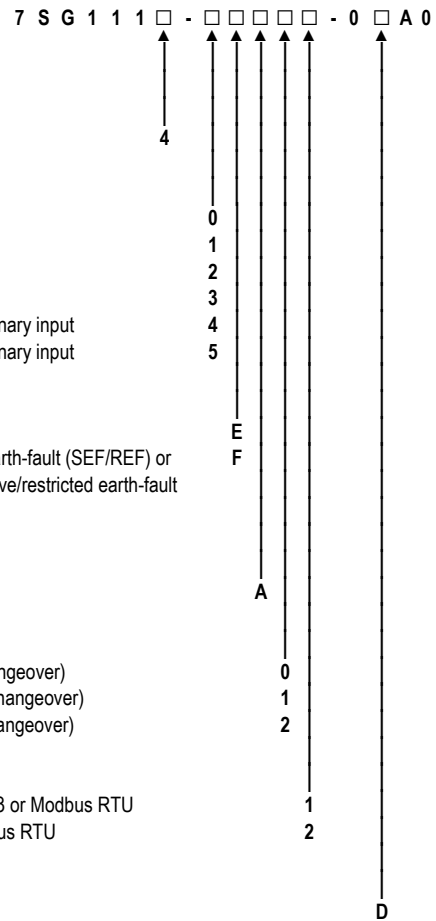 7 S G 1 1 1 □ - □ □ □ □ □ - 0 □ A 0
4
0
1
2
3
nary input 4
nary input 5
E
arth-fault (SEF/REF) or F
ve/restricted earth-fault
A
ngeover) 0
hangeover) 1
angeover) 2
3 or Modbus RTU 1
us RTU 2
D